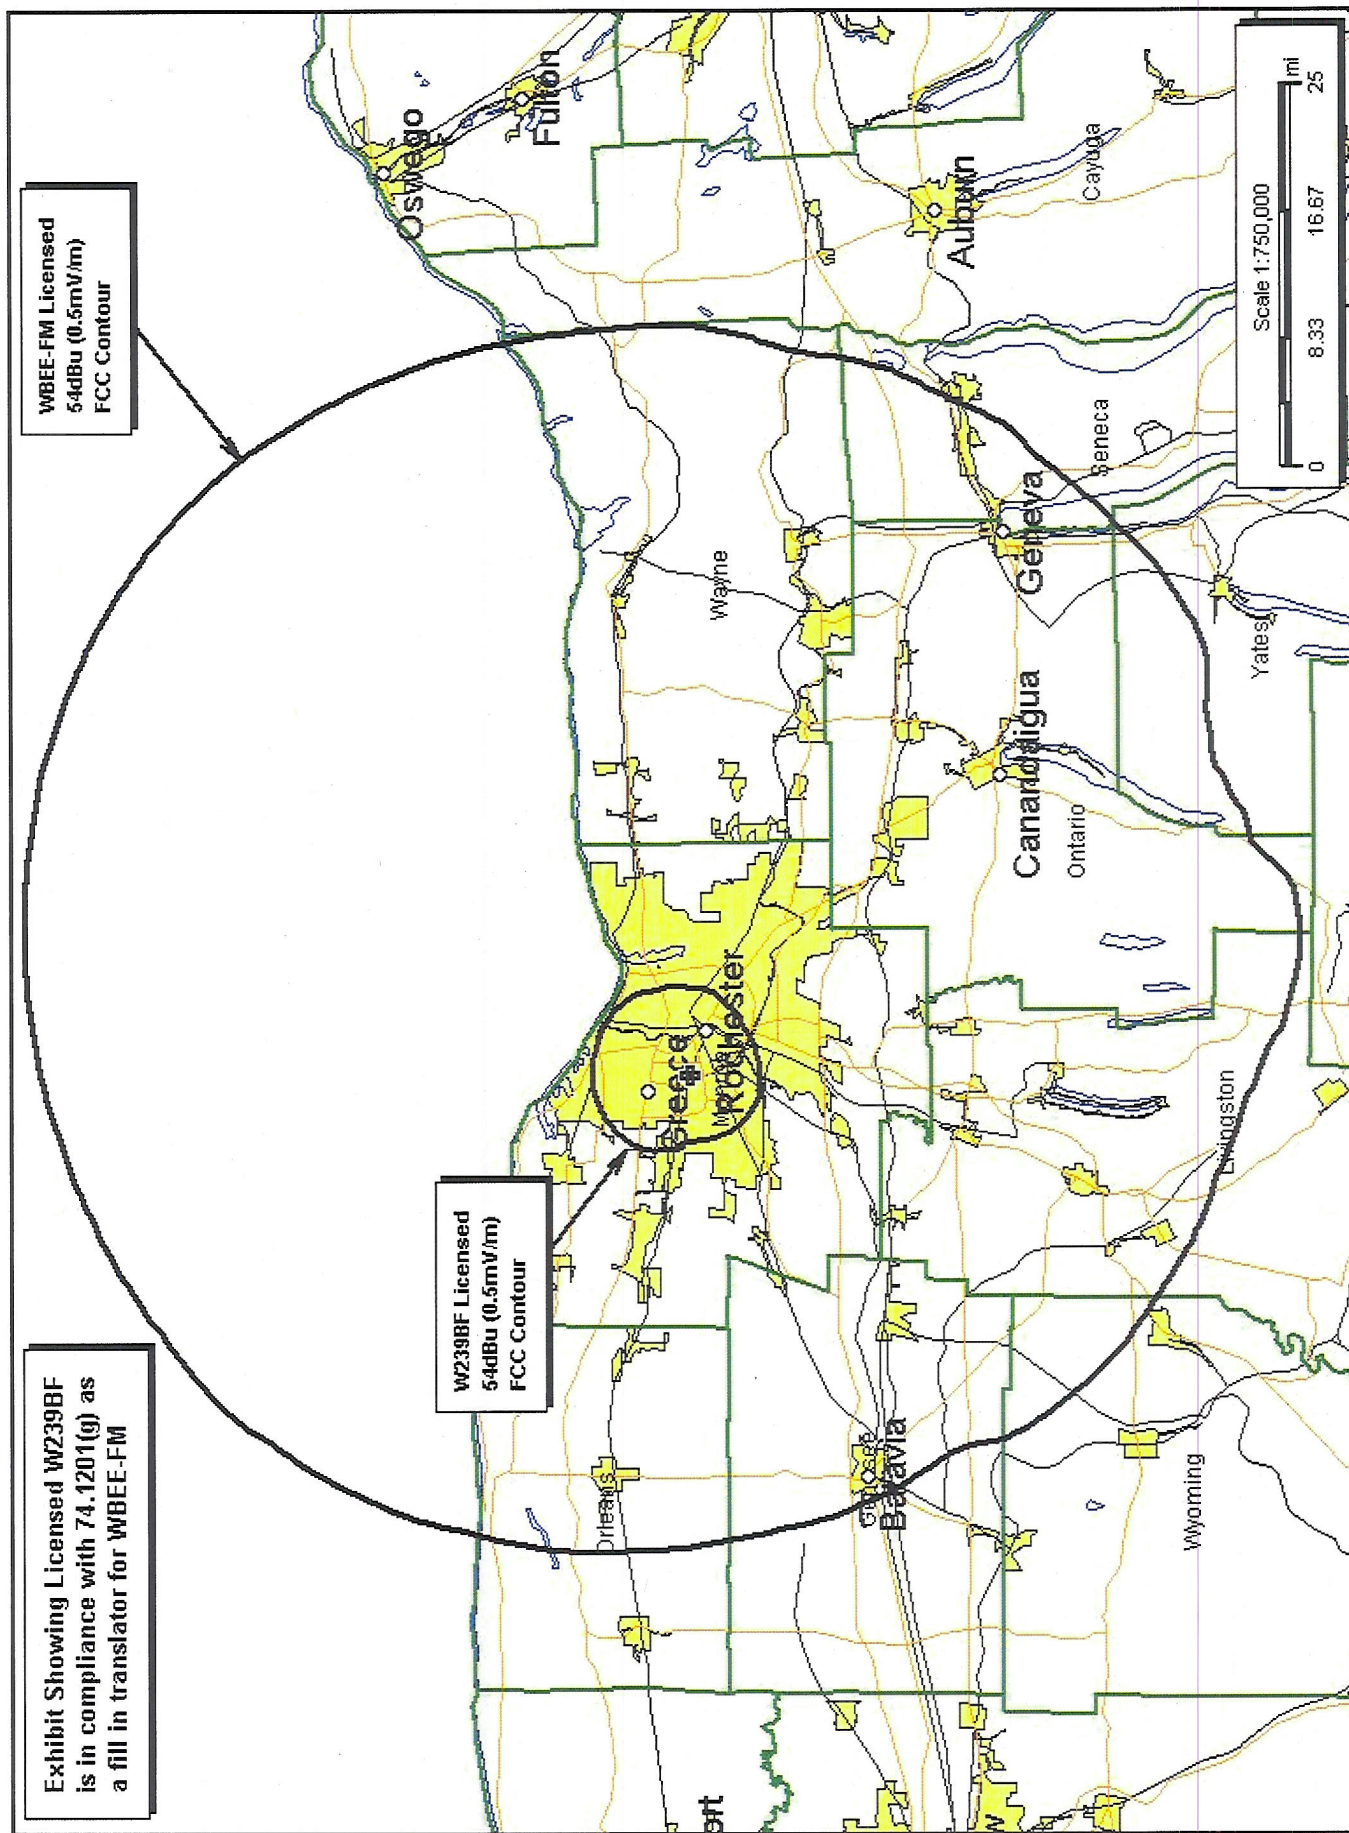 Exhibit Showing Licensed W239BF
is in compliance with 74.1201(g) as
a fill in translator for WBEE-FM
WBEE-FM Licensed
54dBu (0.5mV/m)
FCC Contour
W239BF Licensed
54dBu (0.5mV/m)
FCC Contour
Oswego
Fulton
Orleans
Greece
Rochester
Wayne
Batavia
Auburn
Geneva
Canandaigua
Ontario
Seneca
Cayuga
Wyoming
Livingston
Yates
Scale 1:750,000
0 8.33 16.67 25
mi